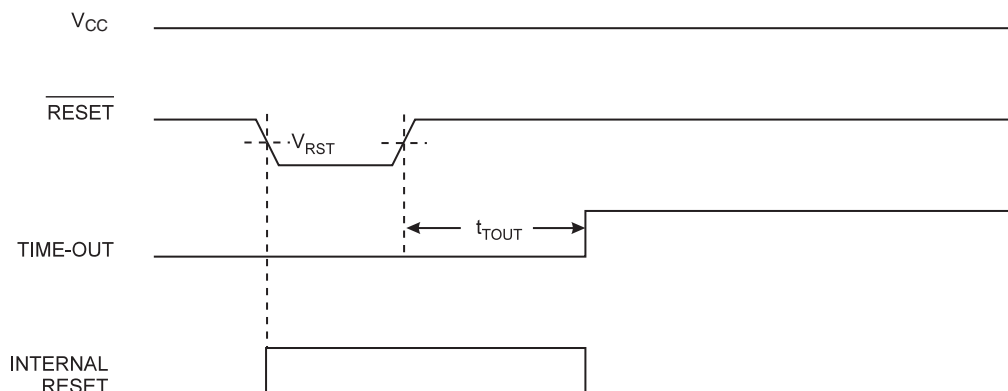 VCC
RESET
VRST
tTOUT
TIME-OUT
INTERNAL
RESET